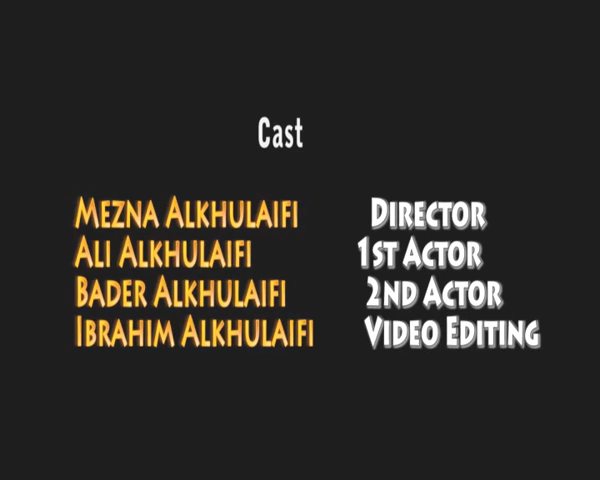 Cast
Mezna Alkhulaifi Director
Ali Alkhulaifi 1st Actor
Bader Alkhulaifi 2nd Actor
Ibrahim Alkhulaifi Video Editing